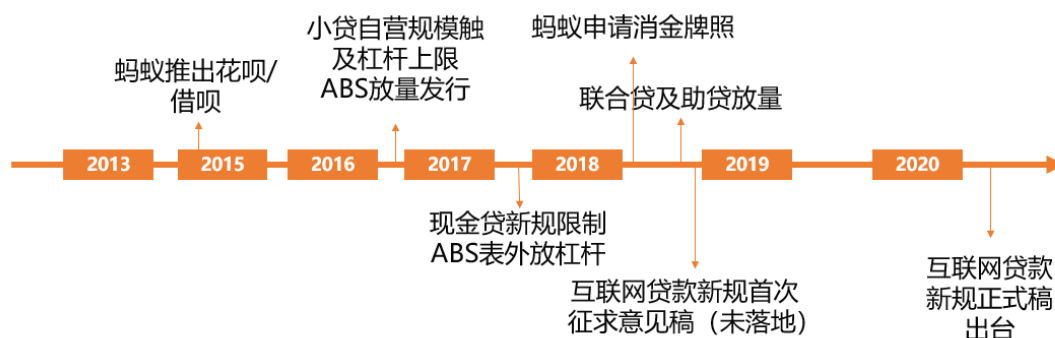 蚂蚁推出花呗/
借呗
小贷自营规模触
及杠杆上限
ABS放量发行
蚂蚁申请消金牌照
联合贷及助贷放量
2013
2015
2016
2017
2018
2019
2020
现金贷新规限制
ABS表外放杠杆
互联网贷款新规首次
征求意见稿（未落地）
互联网贷款
新规正式稿
出台